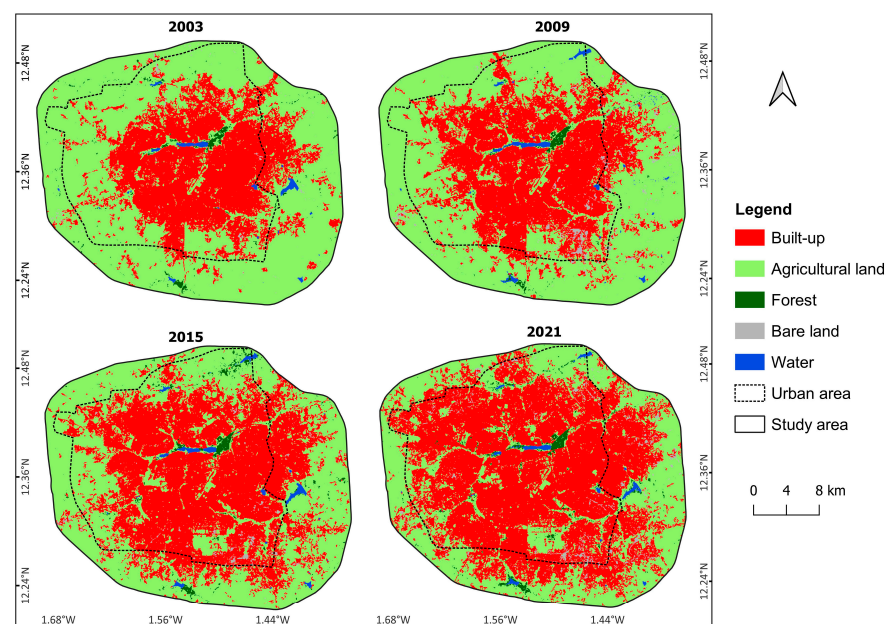 2003
2009
12.48°N
12.48°N
12.36°N
12.36°N
12.24°N
12.24°N
Legend
Built-up
Agricultural land
Forest
Bare land
Water
Urban area
Study area
2015
2021
12.48°N
12.48°N
12.36°N
12.36°N
12.24°N
12.24°N
0 4 8 km
1.68°W 1.56°W 1.44°W 1.68°W 1.56°W 1.44°W